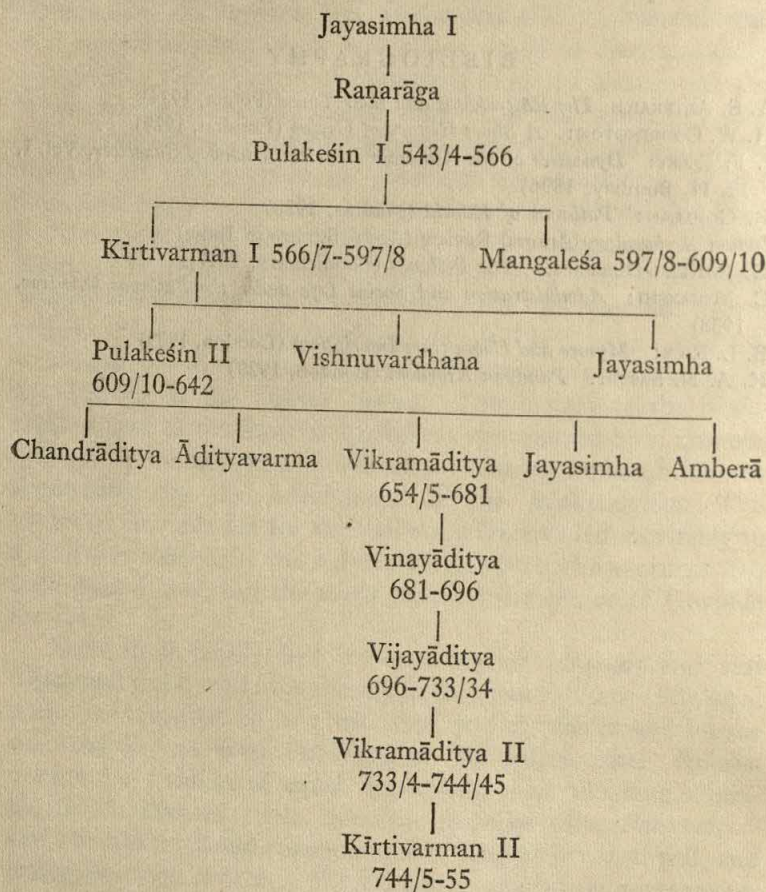 Jayasimha I
Raṇarāga
Pulakeśin I 543/4-566
Kīrtivarman I 566/7-597/8 Mangaleśa 597/8-609/10
Pulakeśin II Vishnuvardhana Jayasimha
609/10-642
Chandrāditya Ādityavarma Vikramāditya Jayasimha Amberā
654/5-681
Vinayāditya
681-696
Vijayāditya
696-733/34
Vikramāditya II
733/4-744/45
Kīrtivarman II
744/5-55